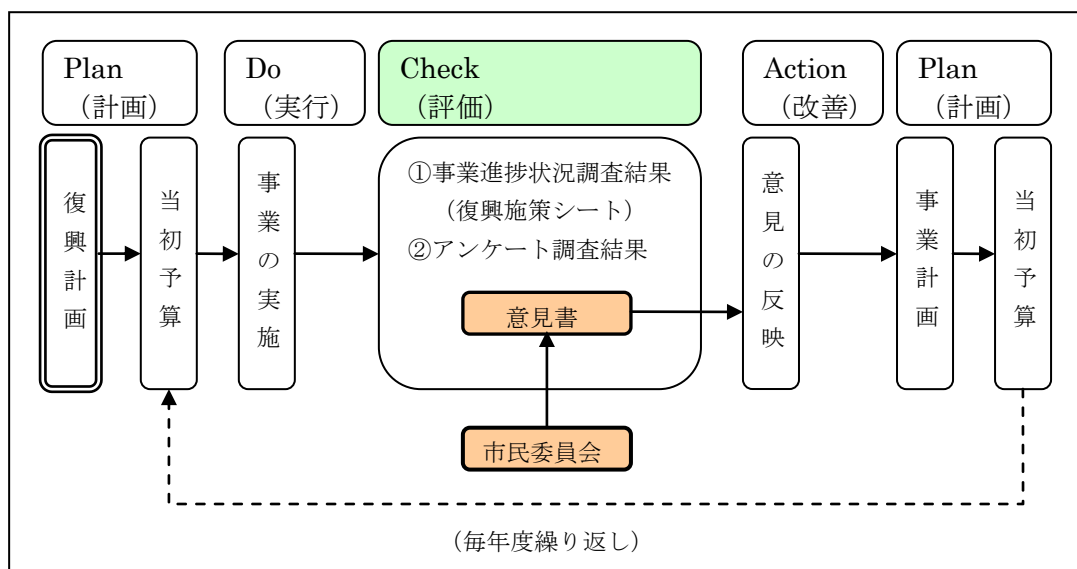 Plan
（計画）
Do
（実行）
Check
（評価）
Action
（改善）
Plan
（計画）
復興計画
当初予算
事業の実施
①事業進捗状況調査結果
（復興施策シート）
②アンケート調査結果
意見書
市民委員会
意見の反映
事業計画
当初予算
（毎年度繰り返し）